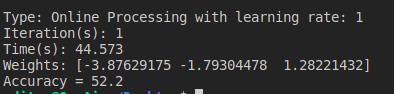 Type: Online Processing with learning rate: 1
Iteration(s): 1
Time(s): 44.573
Weights: [-3.87629175 -1.79304478  1.28221432]
Accuracy = 52.2